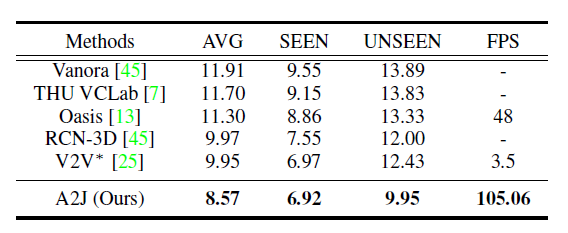 Methods AVG SEEN UNSEEN FPS
Vanora [45] 11.91 9.55 13.89 -
THU VCLab [7] 11.70 9.15 13.83 -
Oasis [13] 11.30 8.86 13.33 48
RCN-3D [45] 9.97 7.55 12.00 -
V2V* [25] 9.95 6.97 12.43 3.5
A2J (Ours) 8.57 6.92 9.95 105.06